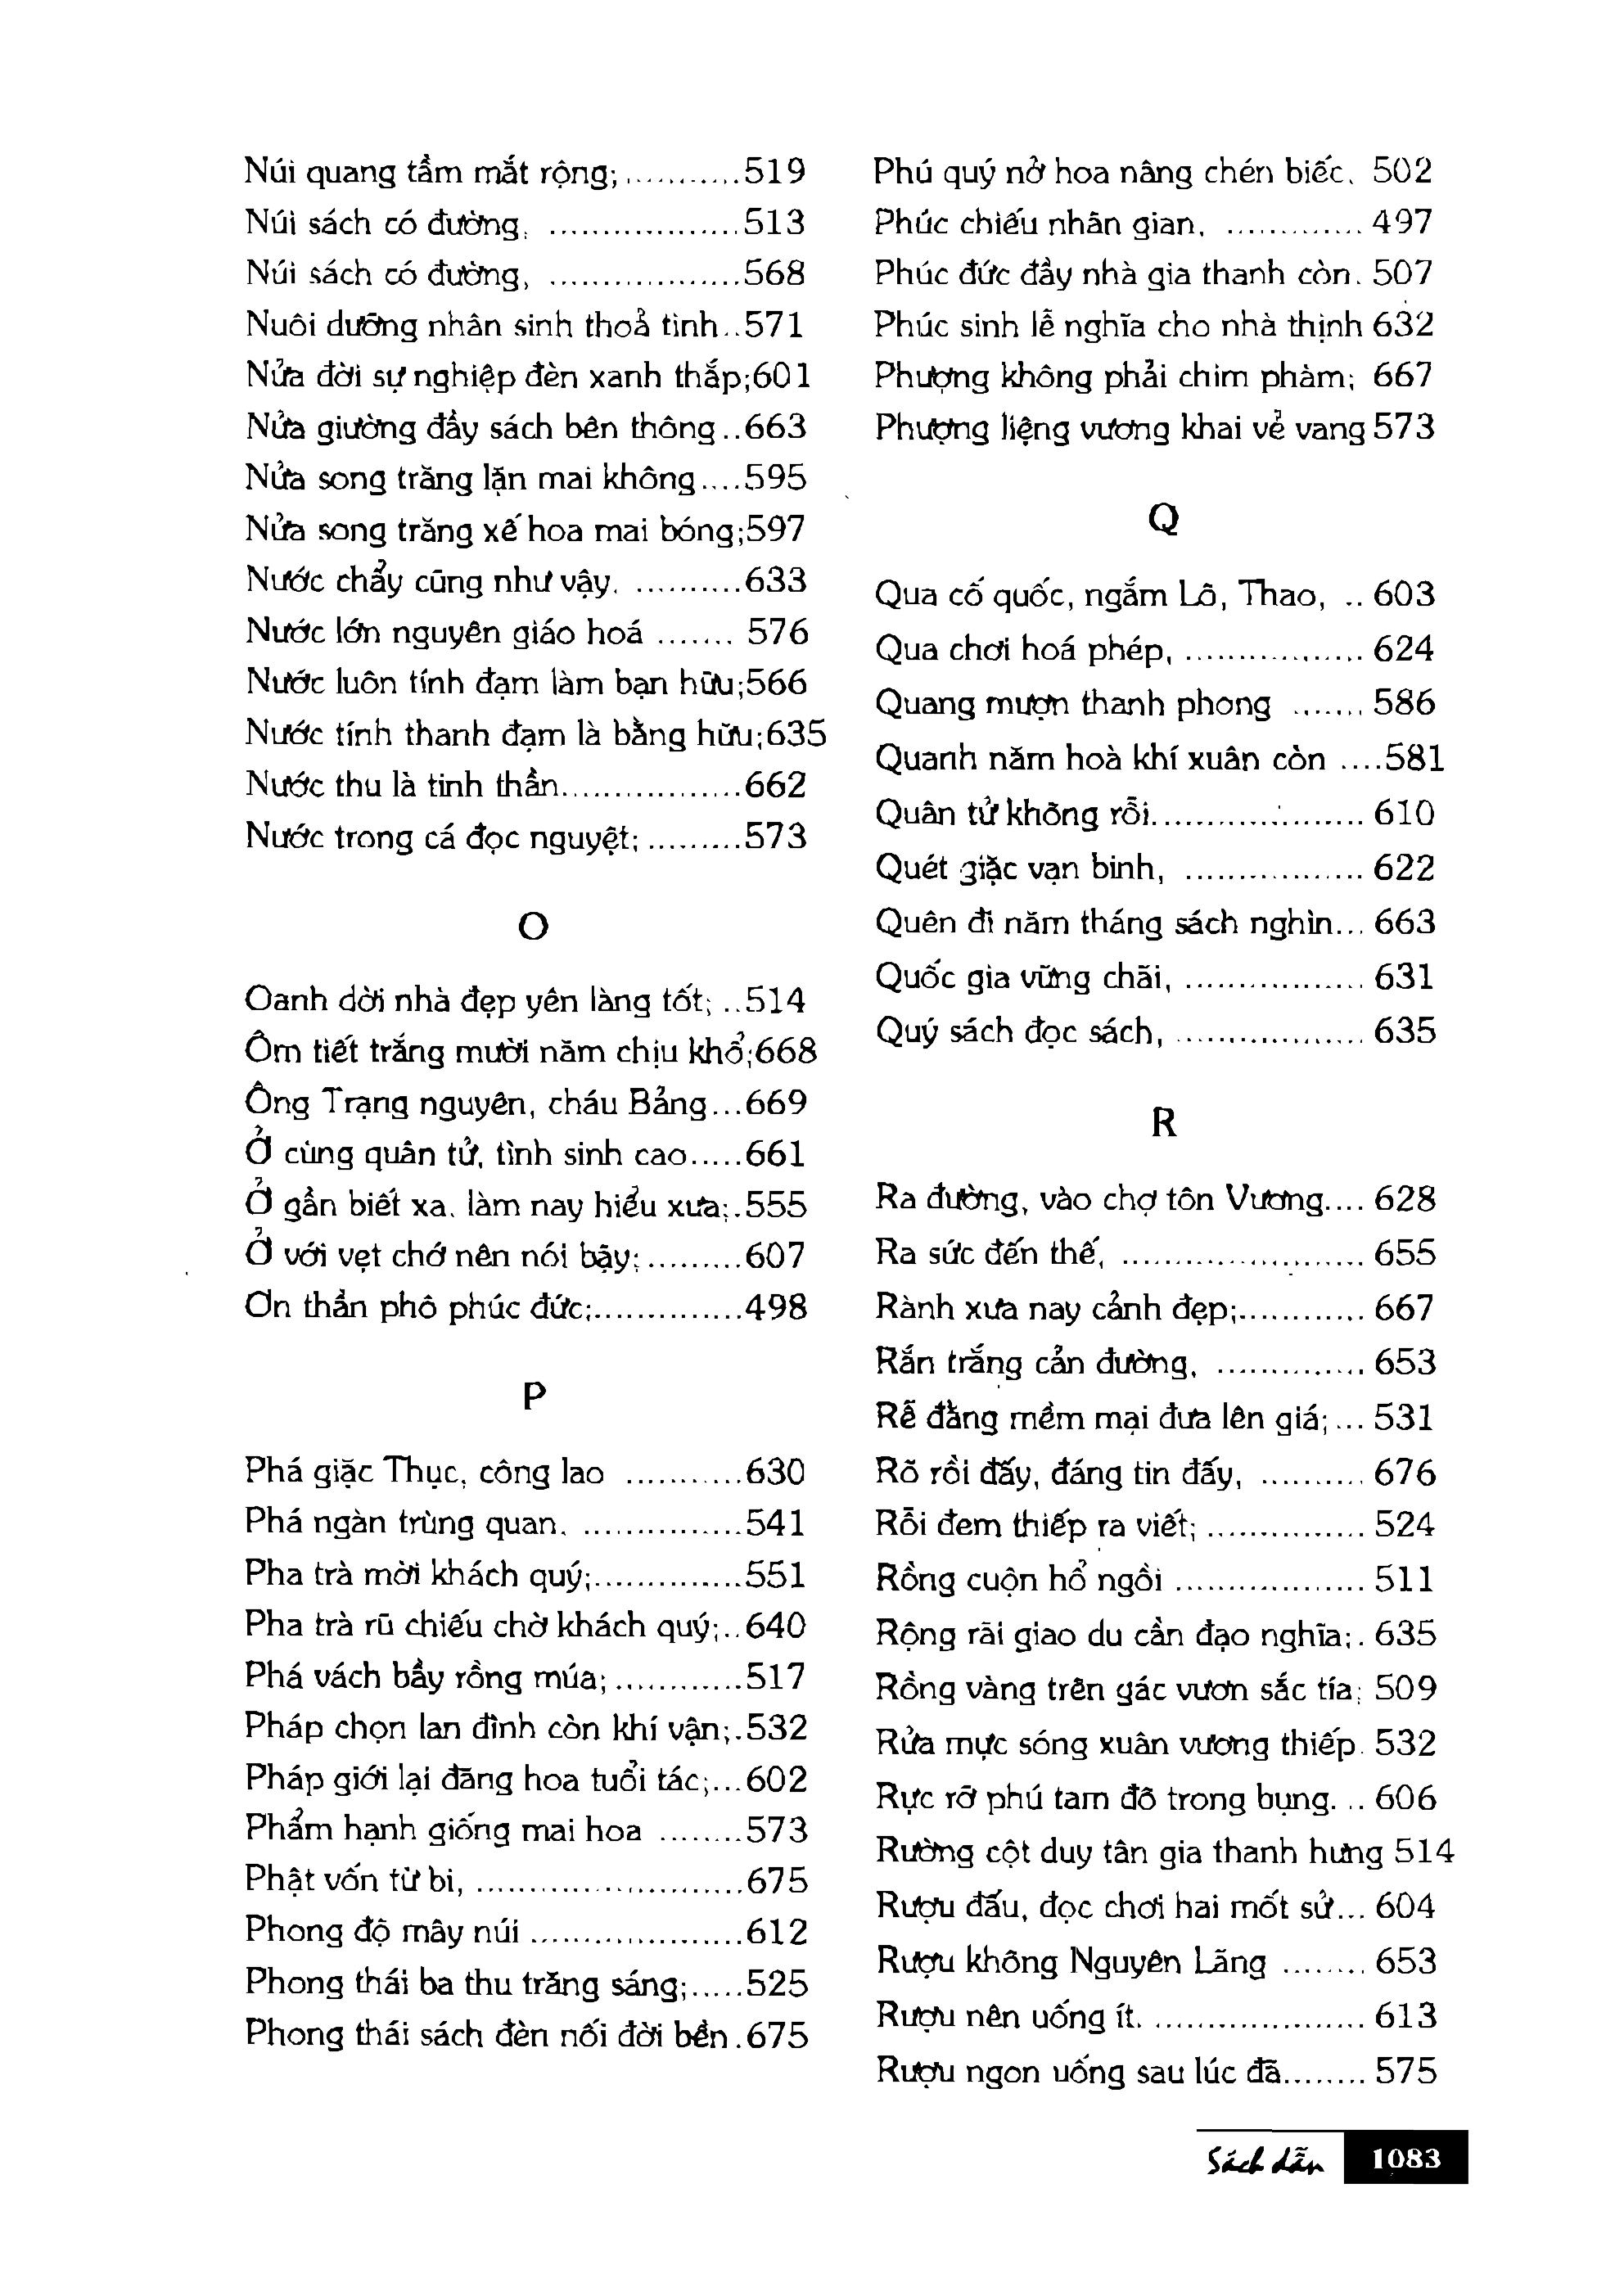 Núi quang tầm mắt rộng;...........519
Núi sách có đường, ..................513
Núi sách có đường, ..................568
Nuôi dưỡng nhân sinh thoả tình..571
Nửa đời sự nghiệp đèn xanh thắp;601
Nửa giường đầy sách bên thông ..663
Nửa song trăng lặn mai không....595
Nửa song trăng xế hoa mai bóng;597
Nước chẩy cũng như vậy, ..........633
Nước lớn nguyên giáo hoá ....... 576
Nước luôn tính đạm làm bạn hữu;566
Nước tính thanh đạm là bằng hữu;635
Nước thu là tinh thần.................662
Nước trong cá đọc nguyệt; .........573
O
Oanh dời nhà đẹp yên làng tốt; ..514
Ôm tiết trắng mười năm chịu khổ;668
Ông Trạng nguyên, cháu Bảng...669
Ở cùng quân tử, tình sinh cao.....661
Ở gần biết xa, làm nay hiểu xưa;.555
Ở với vẹt chớ nên nói bậy;.........607
Ơn thần phô phúc đức;..............498
P
Phá giặc Thục, công lao ...........630
Phá ngàn trùng quan, ...............541
Pha trà mời khách quý;..............551
Pha trà rũ chiếu chờ khách quý;..640
Phá vách bầy rồng múa;............517
Pháp chọn lan đình còn khí vận;.532
Pháp giới lại đăng hoa tuổi tác;...602
Phẩm hạnh giống mai hoa ........573
Phật vốn từ bi, .........................675
Phong độ mây núi ....................612
Phong thái ba thu trăng sáng;.....525
Phong thái sách đèn nối đời bền .675
Phú quý nở hoa nâng chén biếc, 502
Phúc chiếu nhân gian, ............. 497
Phúc đức đầy nhà gia thanh còn. 507
Phúc sinh lễ nghĩa cho nhà thịnh 632
Phượng không phải chim phàm; 667
Phượng liệng vương khai vẻ vang 573
Q
Qua cố quốc, ngắm Lô, Thao, .. 603
Qua chơi hoá phép, ................. 624
Quang mượn thanh phong ....... 586
Quanh năm hoà khí xuân còn ....581
Quân tử không rỗi.................... 610
Quét giặc vạn binh, ................. 622
Quên đi năm tháng sách nghìn... 663
Quốc gia vững chãi, ................. 631
Quý sách đọc sách, .................. 635
R
Ra đường, vào chợ tôn Vương.... 628
Ra sức đến thế, ....................... 655
Rành xưa nay cảnh đẹp;............ 667
Rắn trắng cản đường, .............. 653
Rễ đằng mềm mại đưa lên giá;... 531
Rõ rồi đấy, đáng tin đấy, .......... 676
Rỗi đem thiếp ra viết; ............... 524
Rồng cuộn hổ ngồi .................. 511
Rộng rãi giao du cần đạo nghĩa;. 635
Rồng vàng trên gác vươn sắc tía; 509
Rửa mực sóng xuân vương thiếp. 532
Rực rỡ phú tam đô trong bụng. .. 606
Rường cột duy tân gia thanh hưng 514
Rượu đấu, đọc chơi hai mốt sử... 604
Rượu không Nguyên Lãng ........ 653
Rượu nên uống ít. .................... 613
Rượu ngon uống sau lúc đã........ 575
Sách dẫn 1083